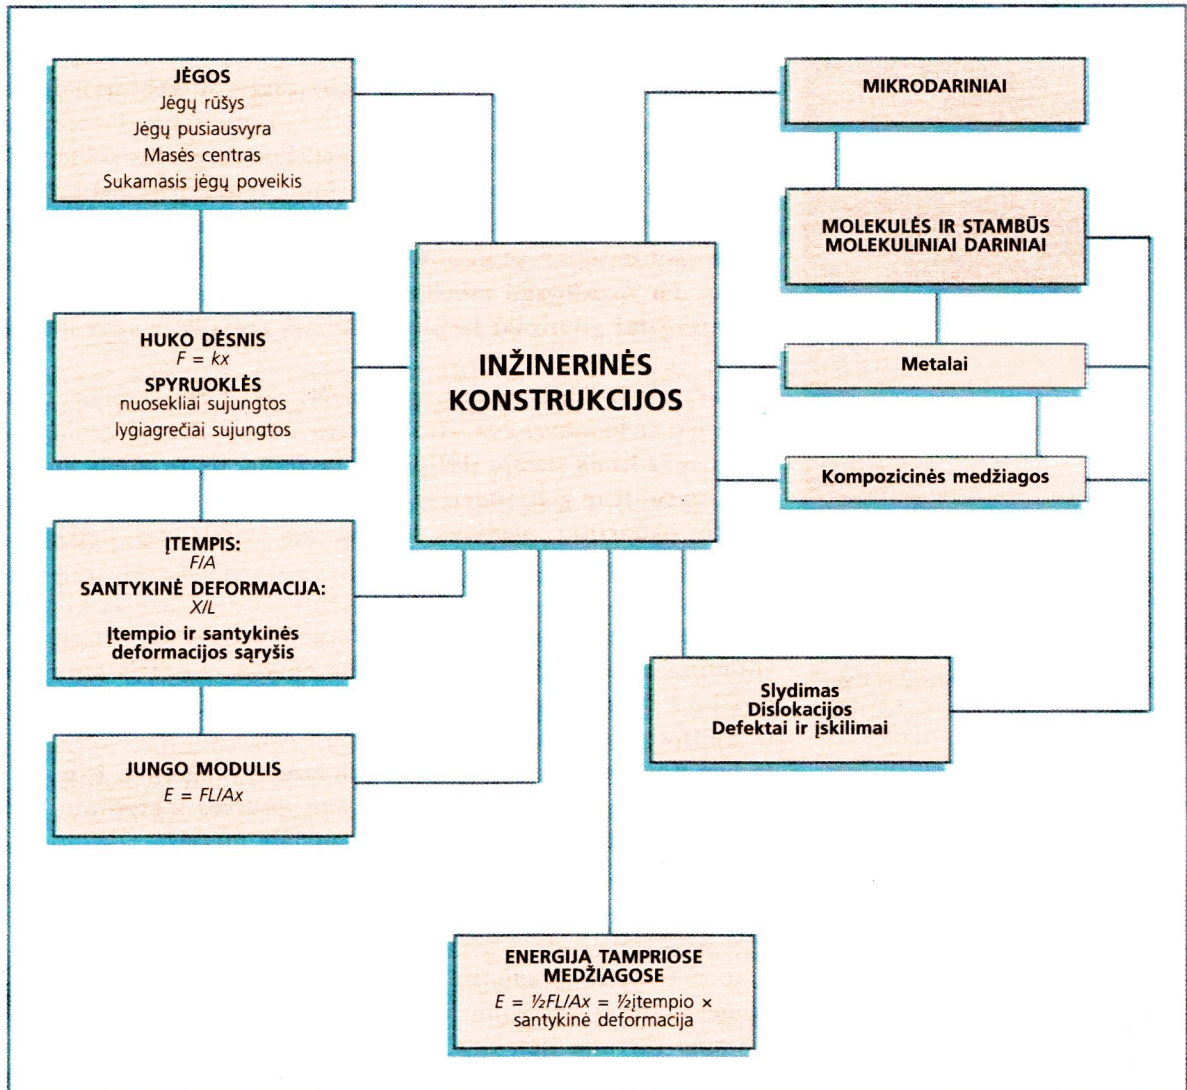 JĖGOS
Jėgų rūšys
Jėgų pusiausvyra
Masės centras
Sukamasis jėgų poveikis
HUKO DĖSNIS
F = kx
SPYRUOKLĖS
nuosekliai sujungtos
lygiagrečiai sujungtos
ĮTEMPIS:
F/A
SANTYKINĖ DEFORMACIJA:
X/L
Įtempio ir santykinės
deformacijos sąryšis
JUNGO MODULIS
E = FL/Ax
INŽINERINĖS
KONSTRUKCIJOS
MIKRODARINIAI
MOLEKULĖS IR STAMBŪS
MOLEKULINIAI DARINIAI
Metalai
Kompozicinės medžiagos
Slydimas
Dislokacijos
Defektai ir įskilimai
ENERGIJA TAMPRIOSE
MEDŽIAGOSE
E = ½FL/Ax = ½įtempio ×
santykinė deformacija